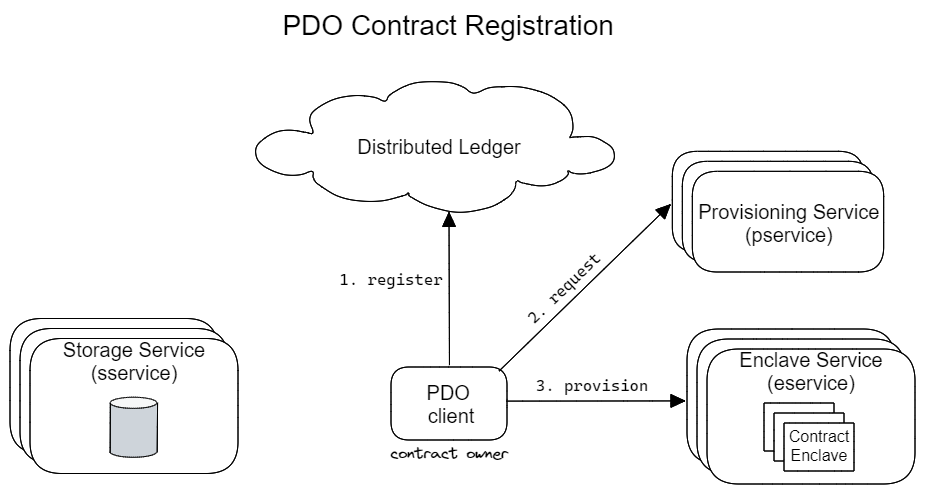 PDO Contract Registration
Distributed Ledger
Provisioning Service
(pservice)
1. register
2. request
Storage Service
(sservice)
PDO
client
contract owner
3. provision
Enclave Service
(eservice)
Contract
Enclave